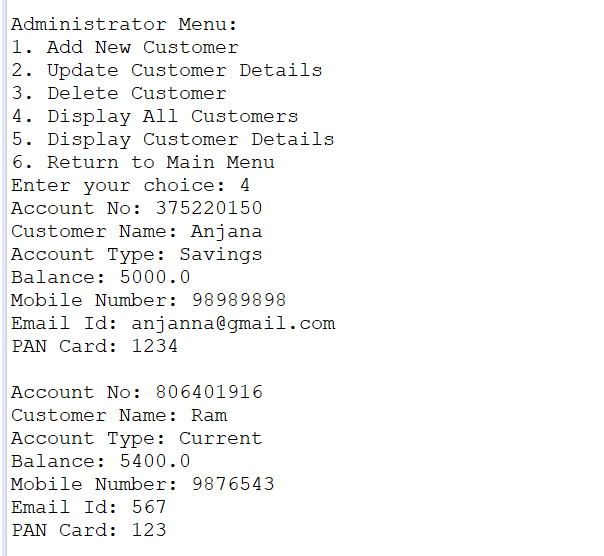 Administrator Menu:
1. Add New Customer
2. Update Customer Details
3. Delete Customer
4. Display All Customers
5. Display Customer Details
6. Return to Main Menu
Enter your choice: 4
Account No: 375220150
Customer Name: Anjana
Account Type: Savings
Balance: 5000.0
Mobile Number: 98989898
Email Id: anjanna@gmail.com
PAN Card: 1234

Account No: 806401916
Customer Name: Ram
Account Type: Current
Balance: 5400.0
Mobile Number: 9876543
Email Id: 567
PAN Card: 123